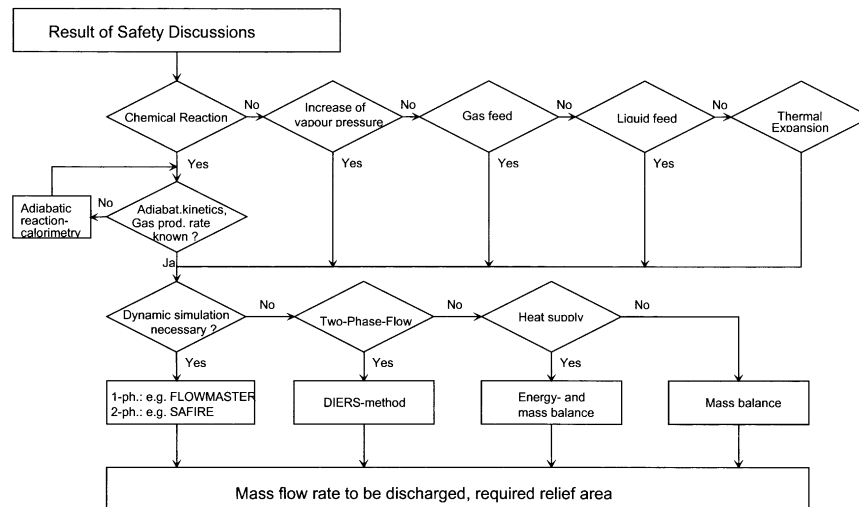 Result of Safety Discussions
Chemical Reaction
No
Increase of
vapour pressure
No
Gas feed
No
Liquid feed
No
Thermal
Expansion
Yes
Yes
Yes
Yes
Adiabatic
reaction-
calorimetry
No
Adiabat.kinetics,
Gas prod. rate
known ?
Ja
Dynamic simulation
necessary ?
No
Two-Phase-Flow
No
Heat supply
No
Yes
Yes
Yes
1-ph.: e.g. FLOWMASTER
2-ph.: e.g. SAFIRE
DIERS-method
Energy- and
mass balance
Mass balance
Mass flow rate to be discharged, required relief area